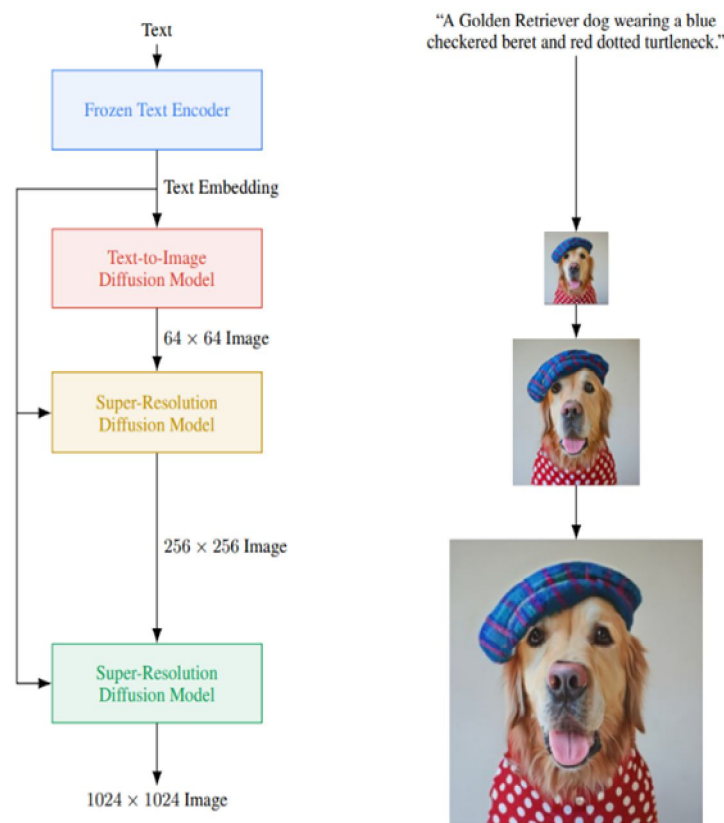 Text
Frozen Text Encoder
Text Embedding
Text-to-Image
Diffusion Model
64 × 64 Image
Super-Resolution
Diffusion Model
256 × 256 Image
Super-Resolution
Diffusion Model
1024 × 1024 Image
“A Golden Retriever dog wearing a blue
checkered beret and red dotted turtleneck.”